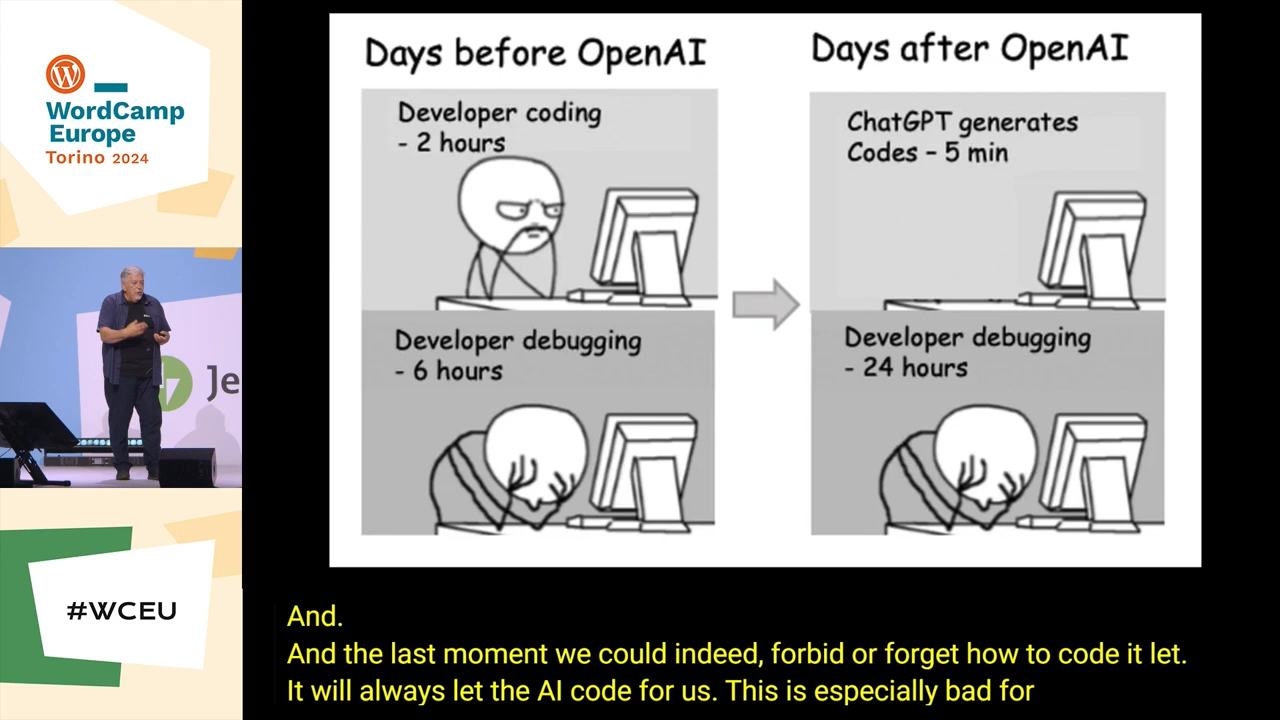 WordCamp
Europe
Torino 2024
Je
#WCEU
Days before OpenAI
Developer coding
- 2 hours
Developer debugging
- 6 hours
Days after OpenAI
ChatGPT generates
Codes – 5 min
Developer debugging
- 24 hours
And.
And the last moment we could indeed, forbid or forget how to code it let.
It will always let the AI code for us. This is especially bad for